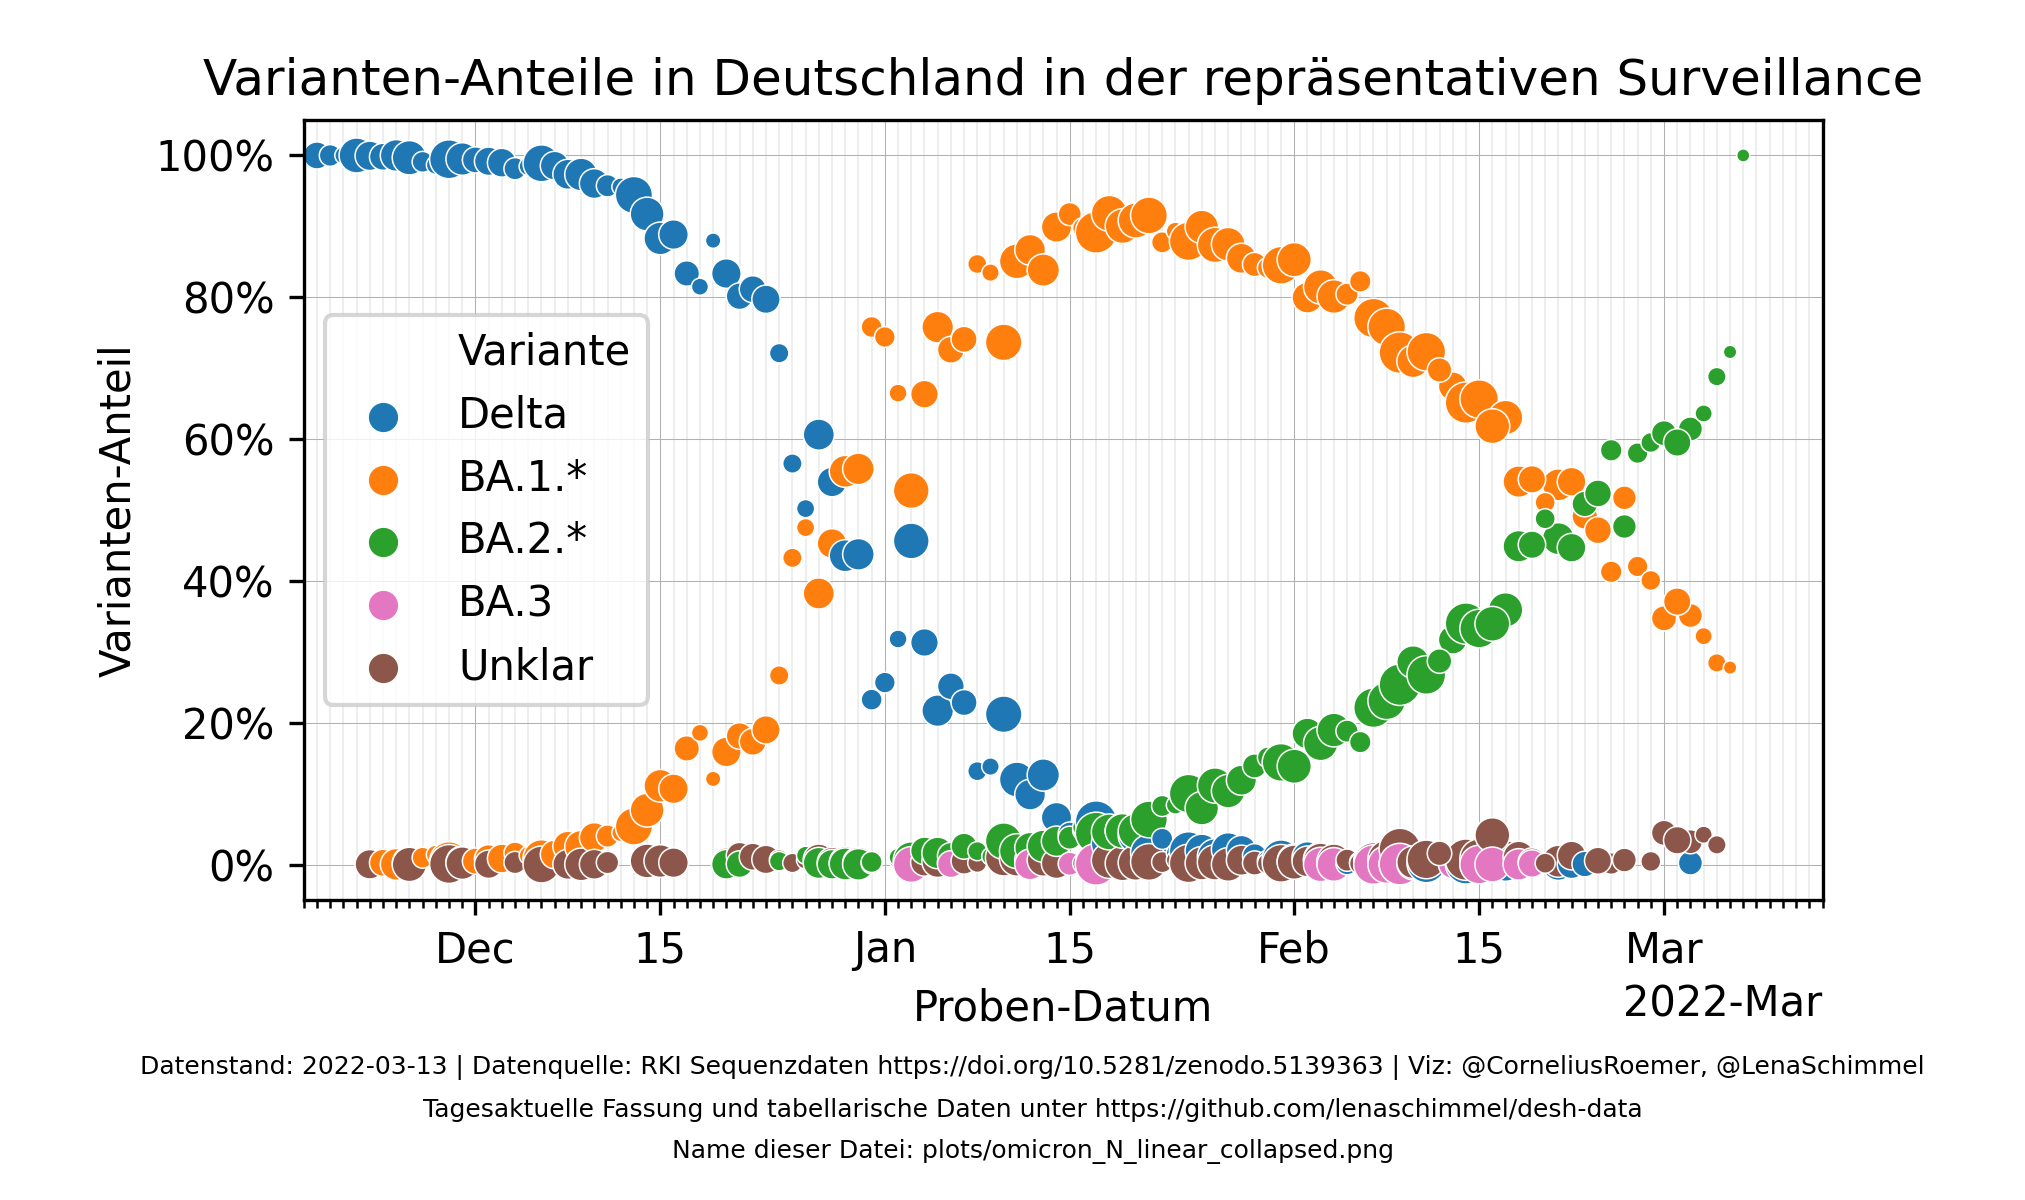 Varianten-Anteile in Deutschland in der repräsentativen Surveillance
Varianten-Anteil
100%
80%
60%
40%
20%
0%
Variante
Delta
BA.1.*
BA.2.*
BA.3
Unklar
Dec 15 Jan 15 Feb 15 Mar
Proben-Datum
2022-Mar
Datenstand: 2022-03-13 | Datenquelle: RKI Sequenzdaten https://doi.org/10.5281/zenodo.5139363 | Viz: @CorneliusRoemer, @LenaSchimmel
Tagesaktuelle Fassung und tabellarische Daten unter https://github.com/lenaschimmel/desh-data
Name dieser Datei: plots/omicron_N_linear_collapsed.png